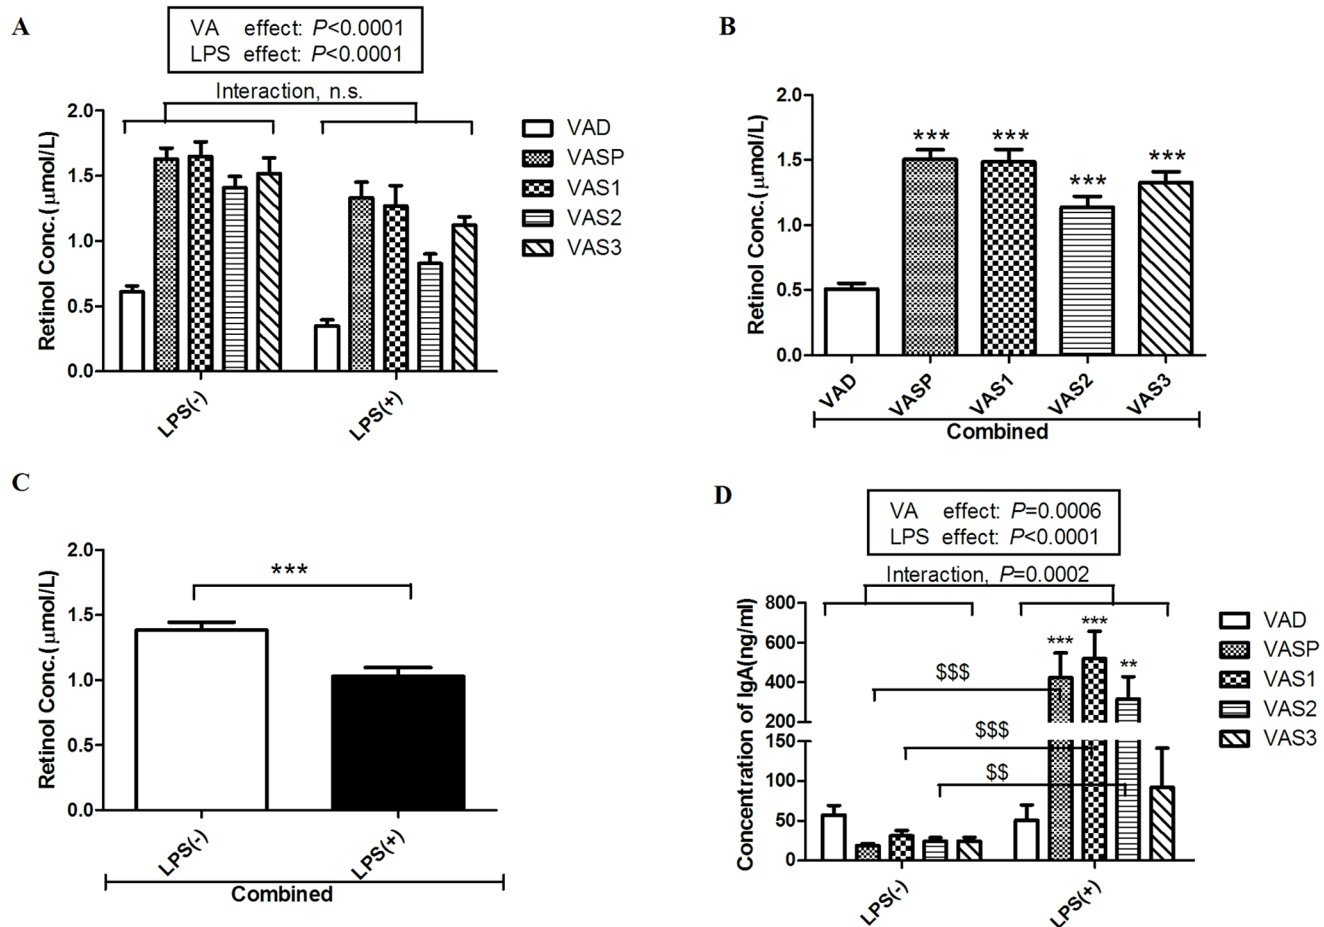 A
VA effect: P<0.0001
LPS effect: P<0.0001
Interaction, n.s.
Retinol Conc.(μmol/L)
2.0
1.5
1.0
0.5
0.0
LPS(-)
LPS(+)
VAD
VASP
VAS1
VAS2
VAS3
B
Retinol Conc.(μmol/L)
2.0
1.5
1.0
0.5
0.0
***
***
***
***
VAD
VASP
VAS1
VAS2
VAS3
Combined
C
Retinol Conc.(μmol/L)
2.0
1.5
1.0
0.5
0.0
***
LPS(-)
LPS(+)
Combined
D
VA effect: P=0.0006
LPS effect: P<0.0001
Interaction, P=0.0002
Concentration of IgA(ng/ml)
800
600
400
200
150
100
50
0
***
***
**
$$$
$$$
$$
LPS(-)
LPS(+)
VAD
VASP
VAS1
VAS2
VAS3